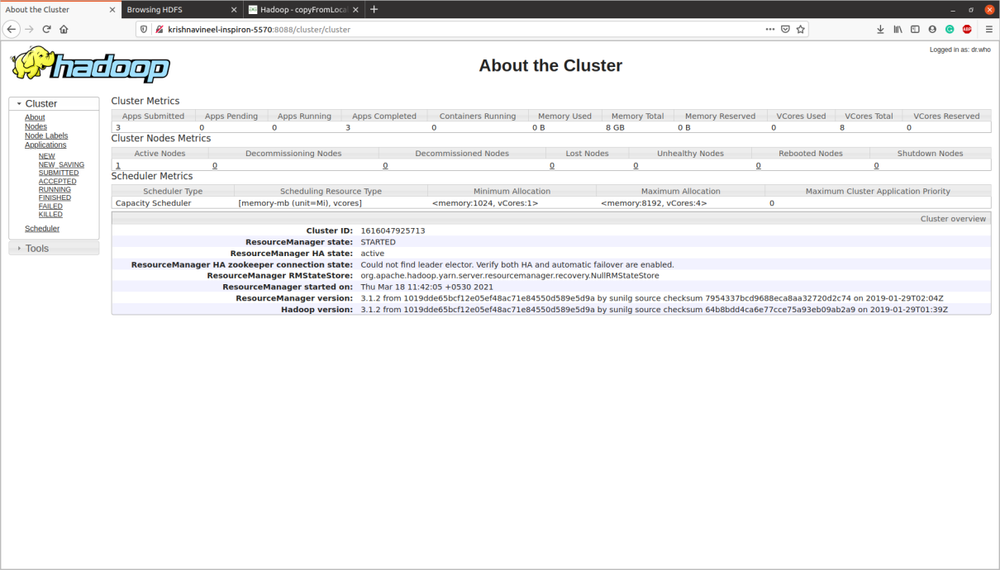 About the Cluster
Browsing HDFS
Hadoop - copyFromLocal
krishnavineel-inspiron-5570:8088/cluster/cluster
ABP
hadoop
About the Cluster
Logged in as: dr.who
Cluster
About
Nodes
Node Labels
Applications
NEW
NEW_SAVING
SUBMITTED
ACCEPTED
RUNNING
FINISHED
FAILED
KILLED
Scheduler
Tools
Cluster Metrics
Apps Submitted Apps Pending Apps Running Apps Completed Containers Running Memory Used Memory Total Memory Reserved VCores Used VCores Total VCores Reserved
3 0 0 3 0 0 B 8 GB 0 B 0 8 0
Cluster Nodes Metrics
Active Nodes Decommissioning Nodes Decommissioned Nodes Lost Nodes Unhealthy Nodes Rebooted Nodes Shutdown Nodes
1 0 0 0 0 0 0
Scheduler Metrics
Scheduler Type Scheduling Resource Type Minimum Allocation Maximum Allocation Maximum Cluster Application Priority
Capacity Scheduler [memory-mb (unit=Mi), vcores] <memory:1024, vCores:1> <memory:8192, vCores:4> 0
Cluster overview
Cluster ID: 1616047925713
ResourceManager state: STARTED
ResourceManager HA state: active
ResourceManager HA zookeeper connection state: Could not find leader elector. Verify both HA and automatic failover are enabled.
ResourceManager RMStateStore: org.apache.hadoop.yarn.server.resourcemanager.recovery.NullRMStateStore
ResourceManager started on: Thu Mar 18 11:42:05 +0530 2021
ResourceManager version: 3.1.2 from 1019dde65bcf12e05ef48ac71e84550d589e5d9a by sunilg source checksum 7954337bcd9688eca8aa32720d2c74 on 2019-01-29T02:04Z
Hadoop version: 3.1.2 from 1019dde65bcf12e05ef48ac71e84550d589e5d9a by sunilg source checksum 64b8bdd4ca6e77cce75a93eb09ab2a9 on 2019-01-29T01:39Z